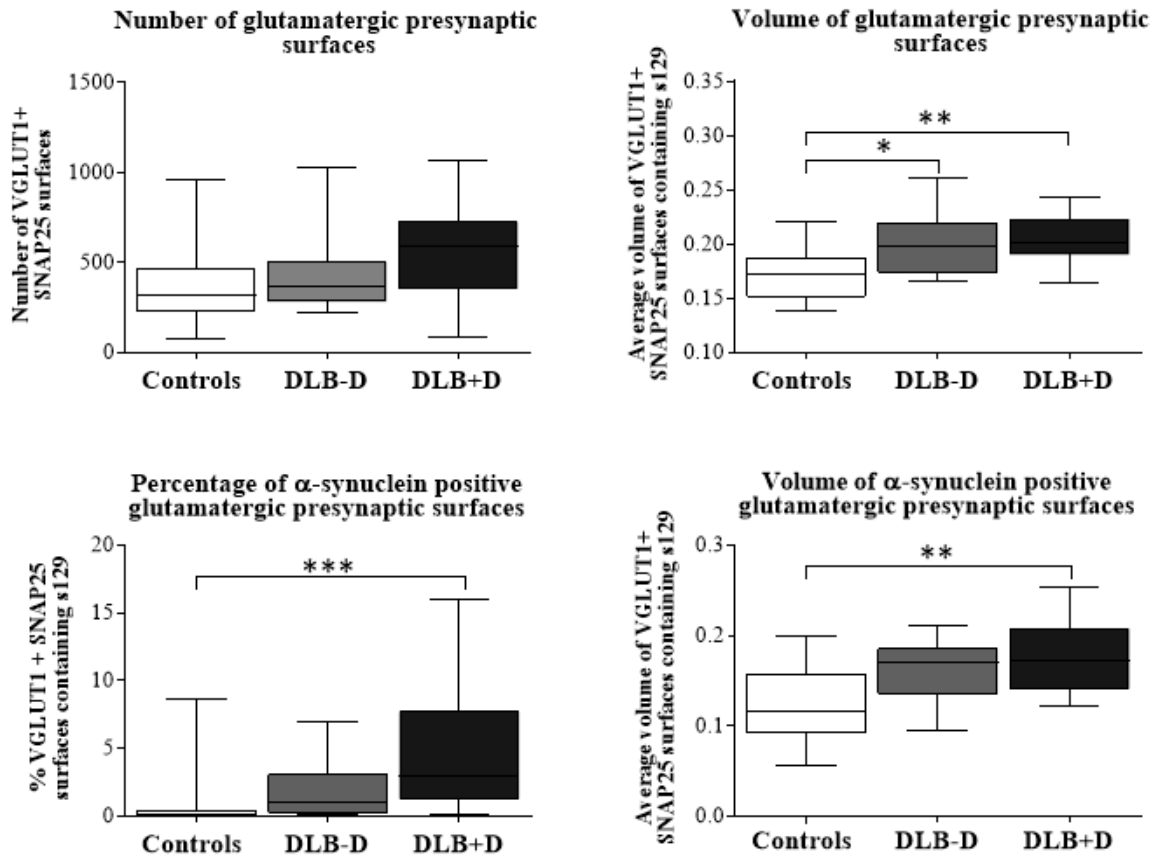 Number of glutamatergic presynaptic
surfaces
Number of VGLUT1+
SNAP25 surfaces
1500
1000
500
0
Controls
DLB-D
DLB+D
Volume of glutamatergic presynaptic
surfaces
Average volume of VGLUT1+
SNAP25 surfaces containing s129
0.35
0.30
0.25
0.20
0.15
0.10
**
*
Controls
DLB-D
DLB+D
Percentage of α-synuclein positive
glutamatergic presynaptic surfaces
% VGLUT1 + SNAP25
surfaces containing s129
20
15
10
5
0
***
Controls
DLB-D
DLB+D
Volume of α-synuclein positive
glutamatergic presynaptic surfaces
Average volume of VGLUT1+
SNAP25 surfaces containing s129
0.3
0.2
0.1
0.0
**
Controls
DLB-D
DLB+D